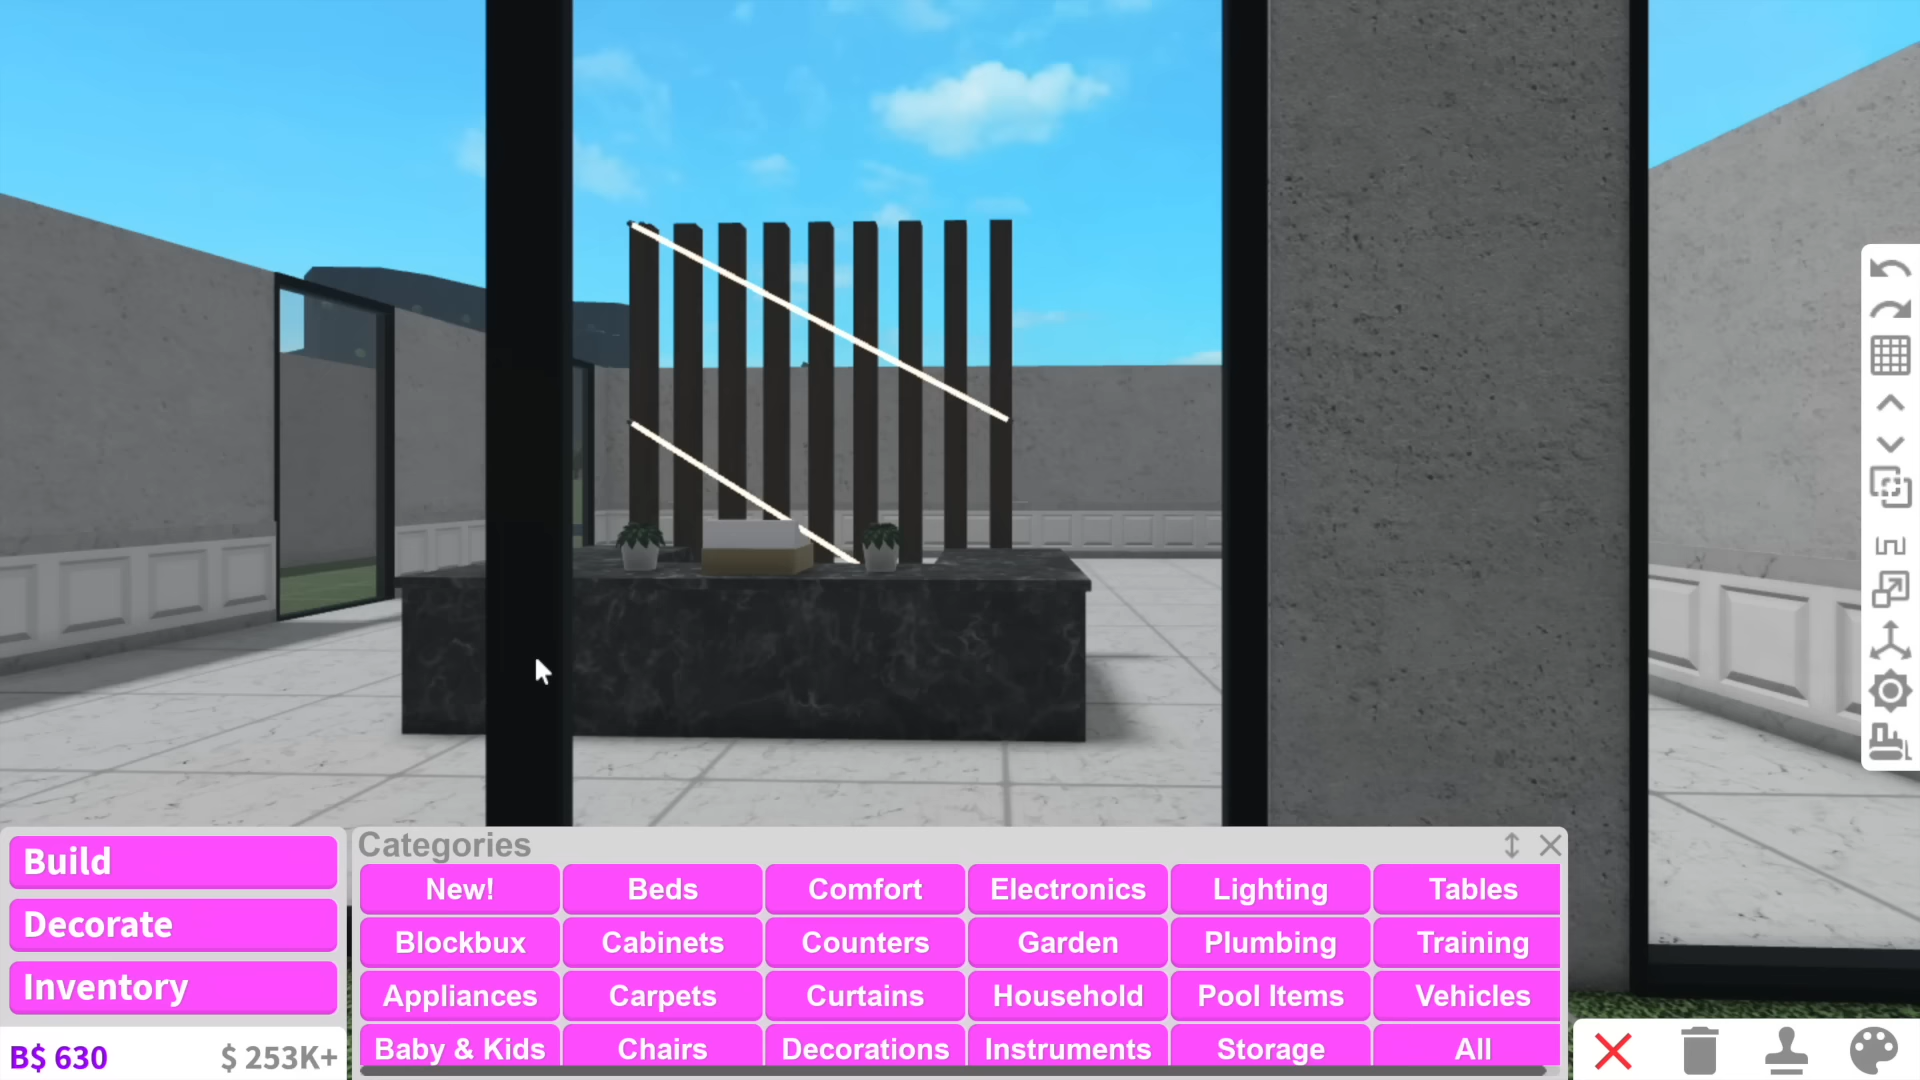 Build
Decorate
Inventory
B$ 630
$ 253K+
Categories
New!
Beds
Comfort
Electronics
Lighting
Tables
Blockbux
Cabinets
Counters
Garden
Plumbing
Training
Appliances
Carpets
Curtains
Household
Pool Items
Vehicles
Baby & Kids
Chairs
Decorations
Instruments
Storage
All